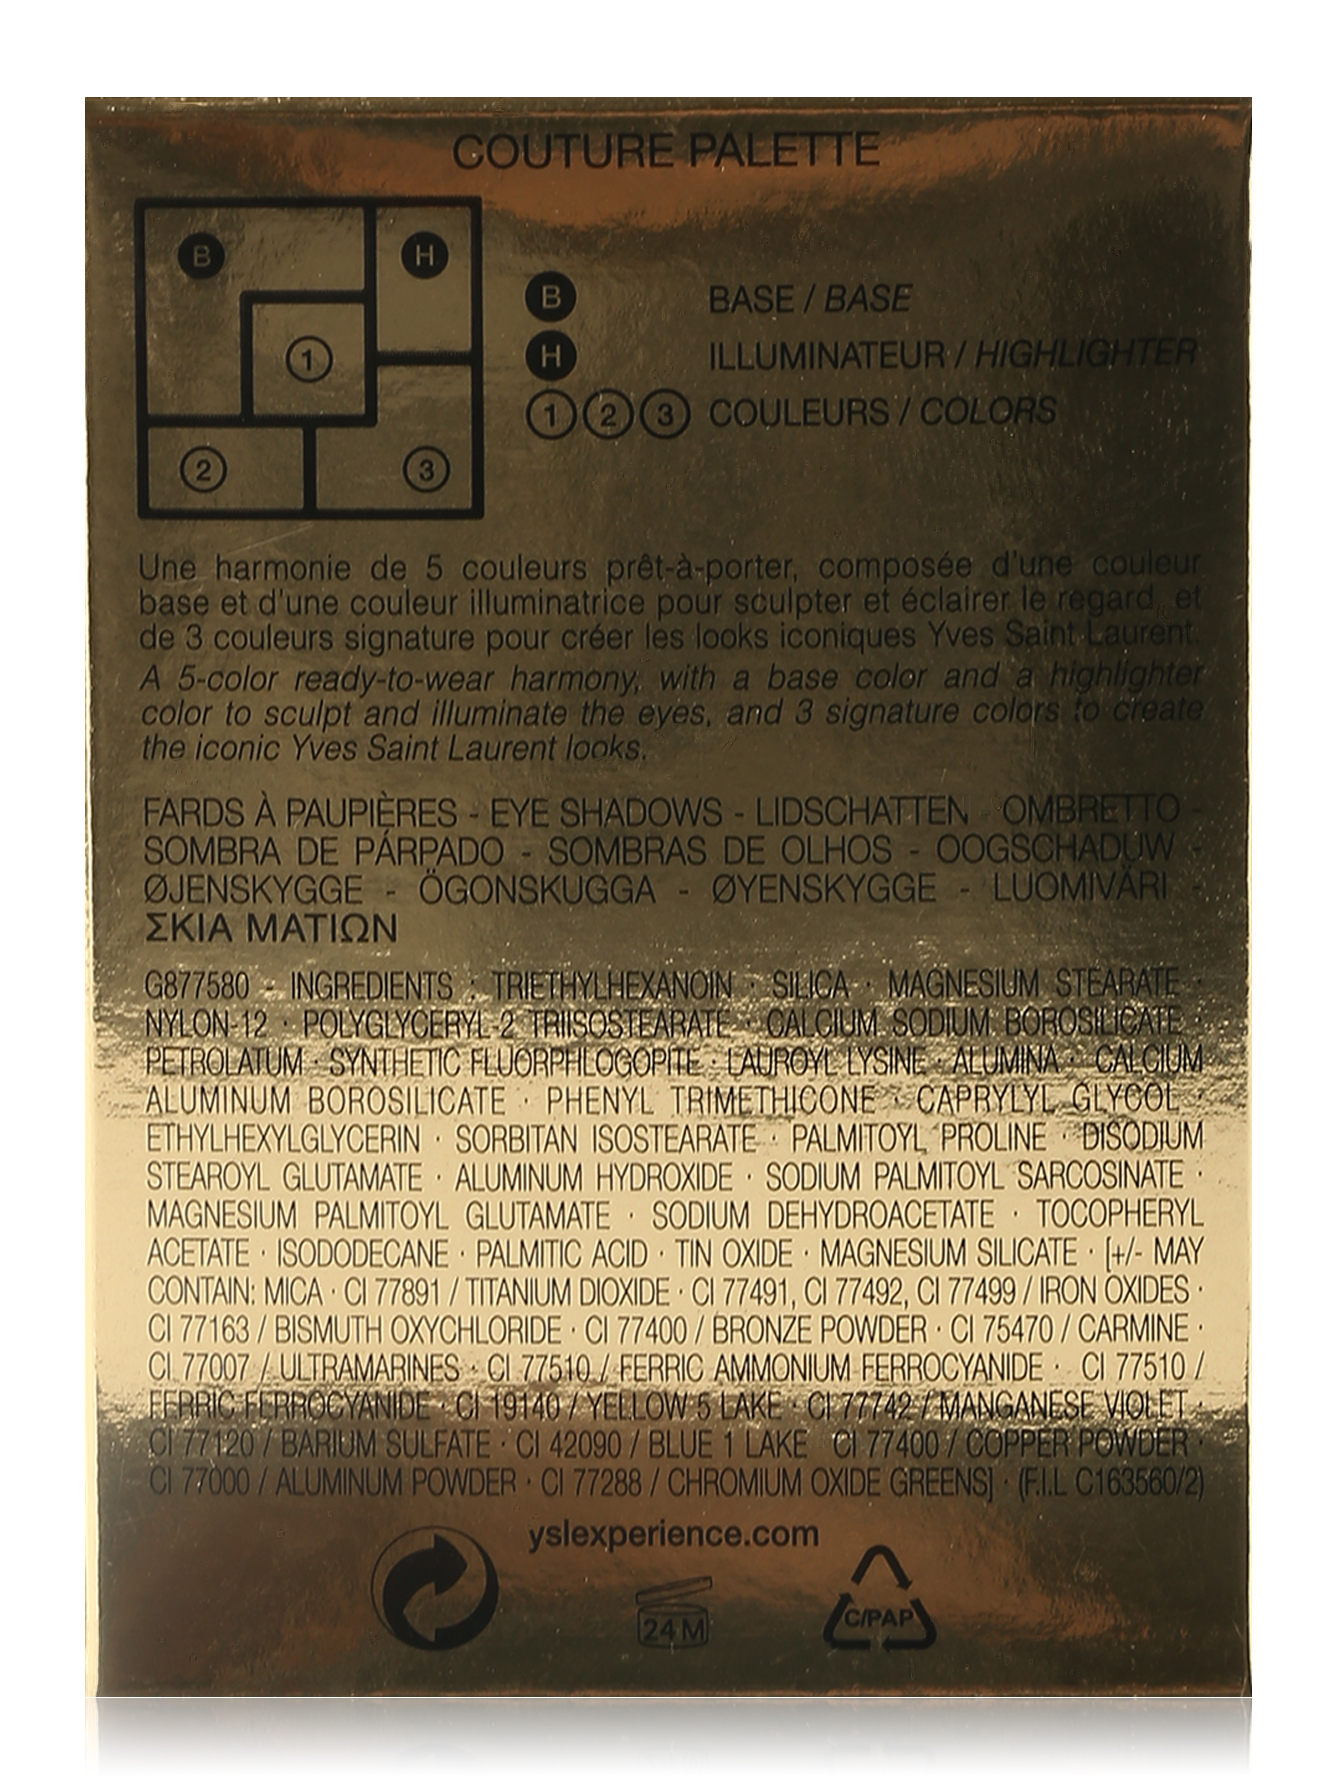 COUTURE PALETTE
B H
1
2 3
B BASE / BASE
H ILLUMINATEUR / HIGHLIGHTER
1 2 3 COULEURS / COLORS
Une harmonie de 5 couleurs prêt-à-porter, composée d'une couleur
base et d'une couleur illuminatrice pour sculpter et éclairer le regard, et
de 3 couleurs signature pour créer les looks iconiques Yves Saint Laurent.
A 5-color ready-to-wear harmony, with a base color and a highlighter
color to sculpt and illuminate the eyes, and 3 signature colors to create
the iconic Yves Saint Laurent looks.
FARDS À PAUPIÈRES - EYE SHADOWS - LIDSCHATTEN - OMBRETTO -
SOMBRA DE PÁRPADO - SOMBRAS DE OLHOS - OOGSCHADUW -
ØJENSKYGGE - ÖGONSKUGGA - ØYENSKYGGE - LUOMIVÄRI -
ΣΚΙΑ ΜΑΤΙΩΝ
G877580 - INGREDIENTS : TRIETHYLHEXANOIN · SILICA · MAGNESIUM STEARATE ·
NYLON-12 · POLYGLYCERYL-2 TRIISOSTEARATE · CALCIUM SODIUM BOROSILICATE ·
PETROLATUM · SYNTHETIC FLUORPHLOGOPITE · LAUROYL LYSINE · ALUMINA · CALCIUM
ALUMINUM BOROSILICATE · PHENYL TRIMETHICONE · CAPRYLYL GLYCOL ·
ETHYLHEXYLGLYCERIN · SORBITAN ISOSTEARATE · PALMITOYL PROLINE · DISODIUM
STEAROYL GLUTAMATE · ALUMINUM HYDROXIDE · SODIUM PALMITOYL SARCOSINATE ·
MAGNESIUM PALMITOYL GLUTAMATE · SODIUM DEHYDROACETATE · TOCOPHERYL
ACETATE · ISODODECANE · PALMITIC ACID · TIN OXIDE · MAGNESIUM SILICATE · [+/- MAY
CONTAIN: MICA · CI 77891 / TITANIUM DIOXIDE · CI 77491, CI 77492, CI 77499 / IRON OXIDES ·
CI 77163 / BISMUTH OXYCHLORIDE · CI 77400 / BRONZE POWDER · CI 75470 / CARMINE ·
CI 77007 / ULTRAMARINES · CI 77510 / FERRIC AMMONIUM FERROCYANIDE · CI 77510 /
FERRIC FERROCYANIDE · CI 19140 / YELLOW 5 LAKE · CI 77742 / MANGANESE VIOLET ·
CI 77120 / BARIUM SULFATE · CI 42090 / BLUE 1 LAKE CI 77400 / COPPER POWDER ·
CI 77000 / ALUMINUM POWDER · CI 77288 / CHROMIUM OXIDE GREENS] · (F.I.L C163560/2)
yslexperience.com
24 M
C/PAP